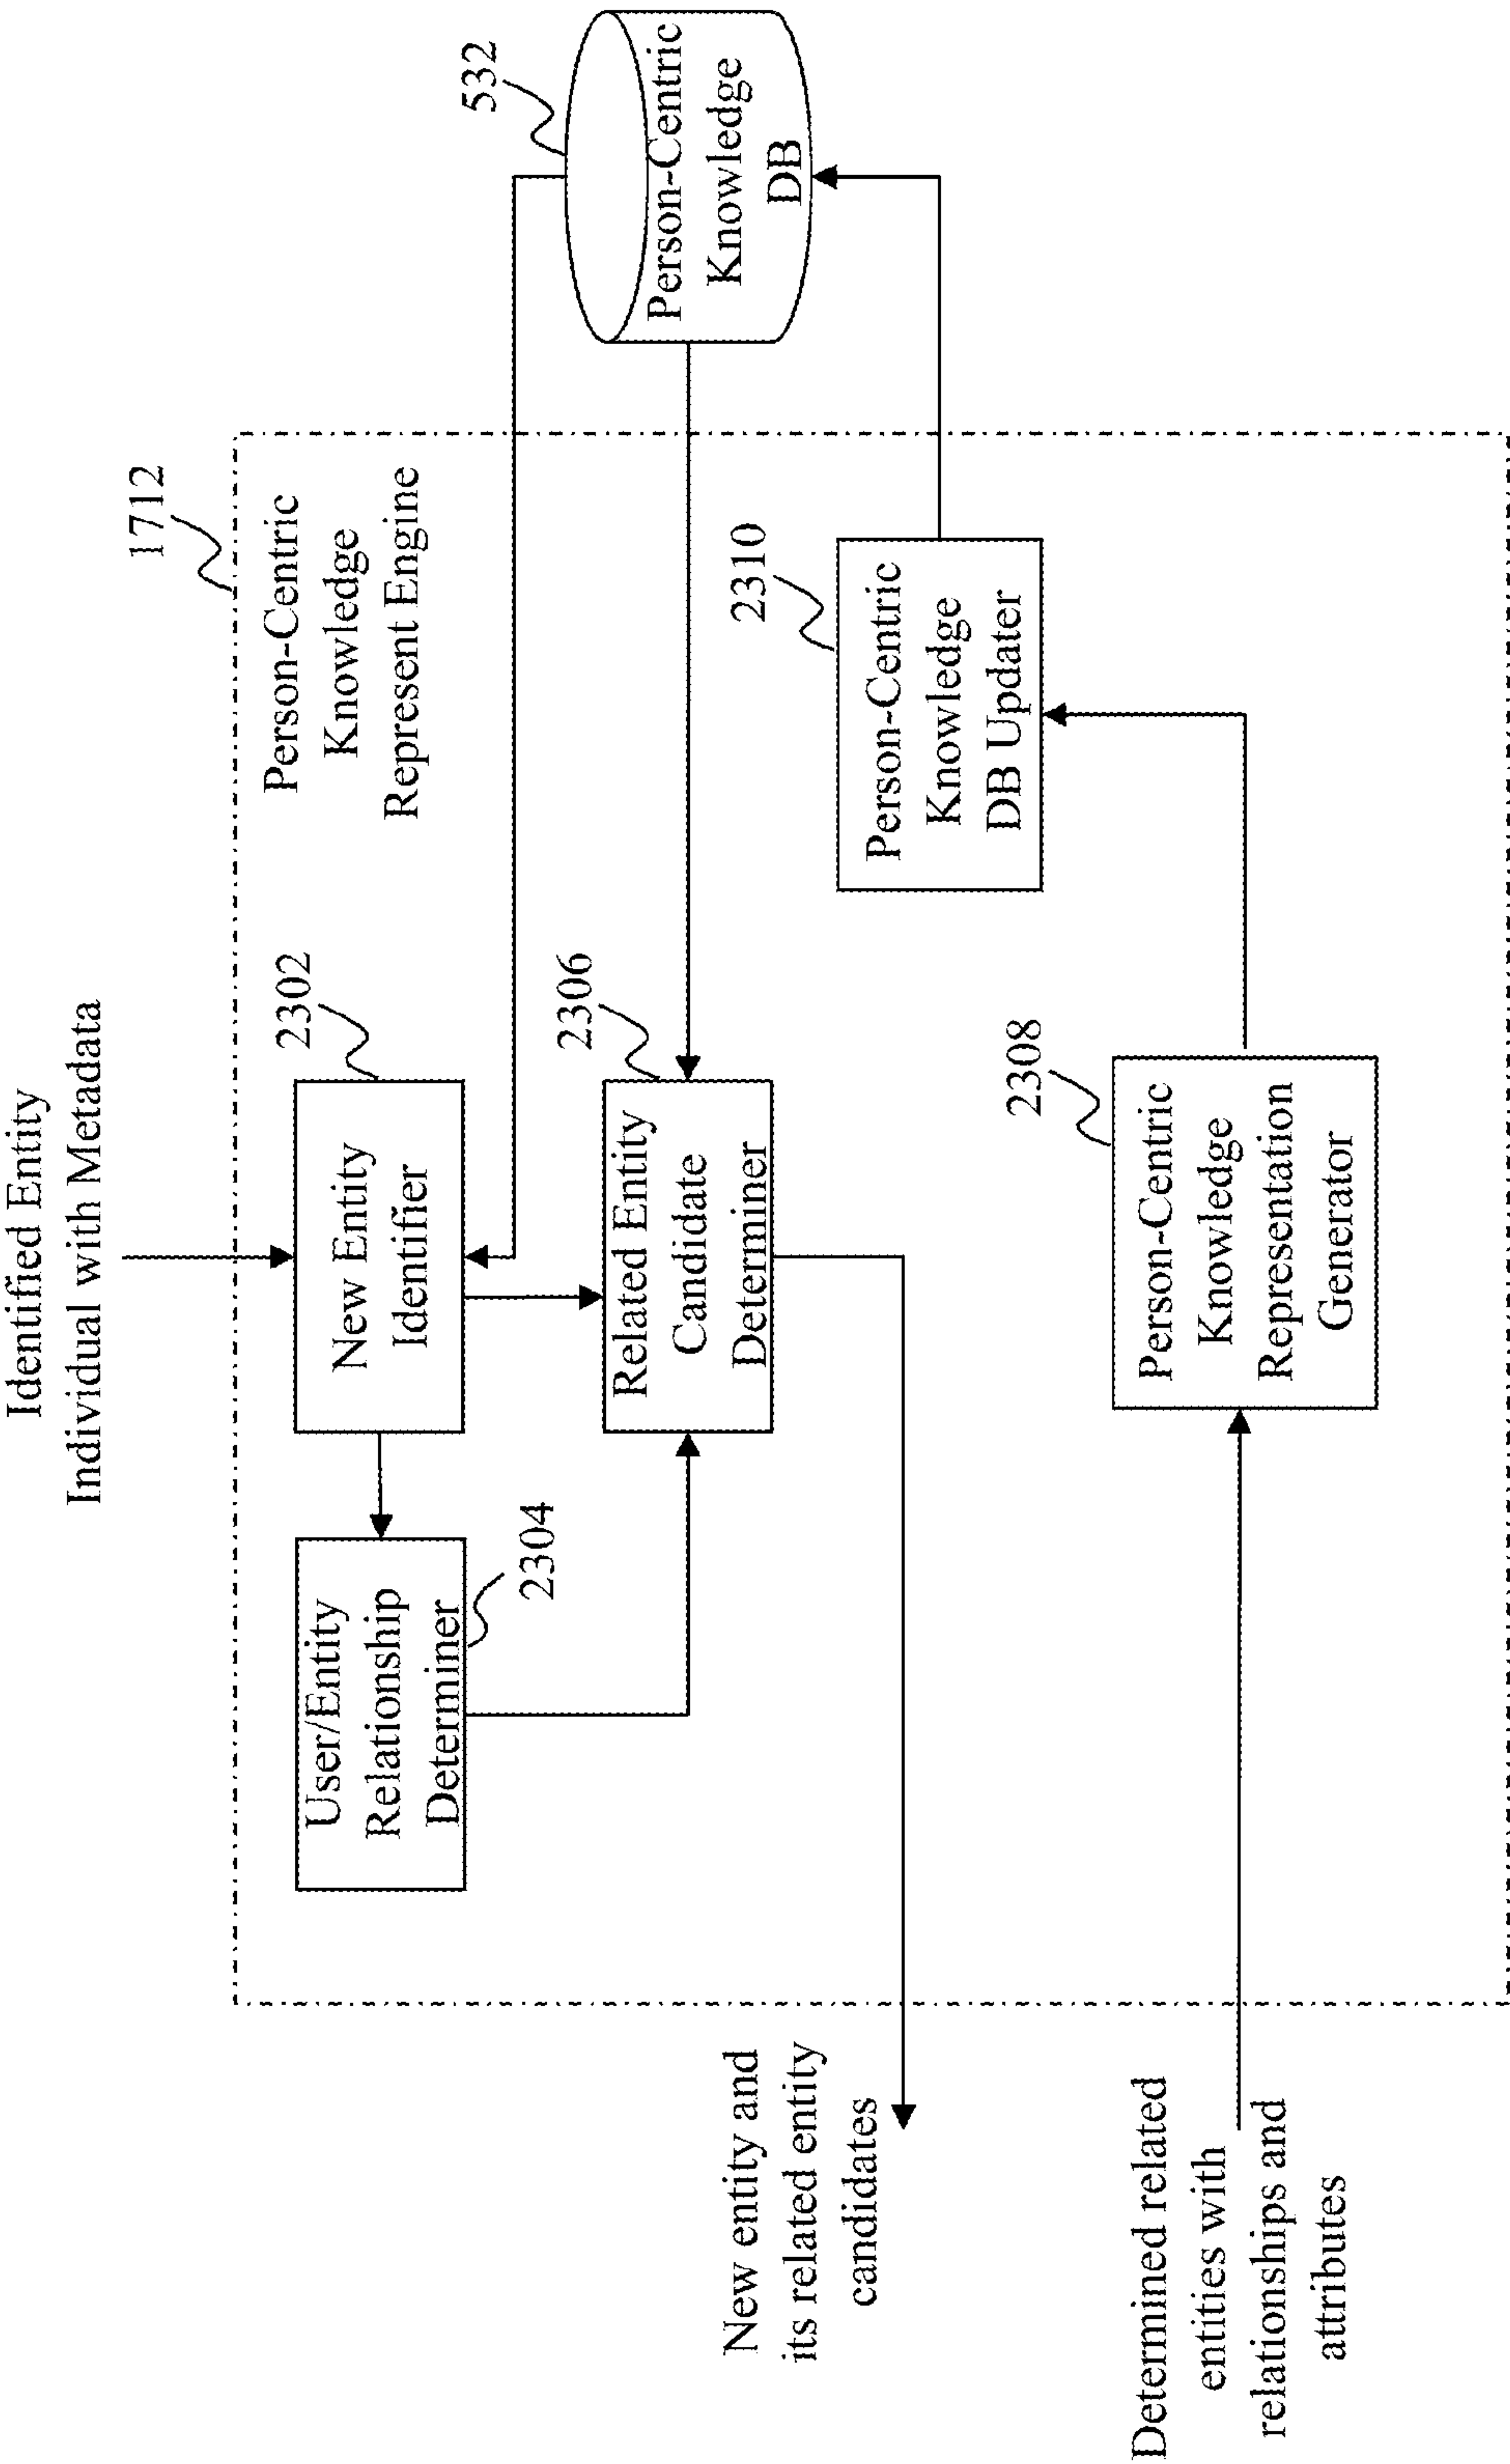 Identified Entity
Individual with Metadata
1712
Person-Centric
Knowledge
Represent Engine
532
Person-Centric
Knowledge
DB
2302
New Entity
Identifier
User/Entity
Relationship
Determiner
2304
2306
Related Entity
Candidate
Determiner
2310
Person-Centric
Knowledge
DB Updater
New entity and
its related entity
candidates
2308
Person-Centric
Knowledge
Representation
Generator
Determined related
entities with
relationships and
attributes